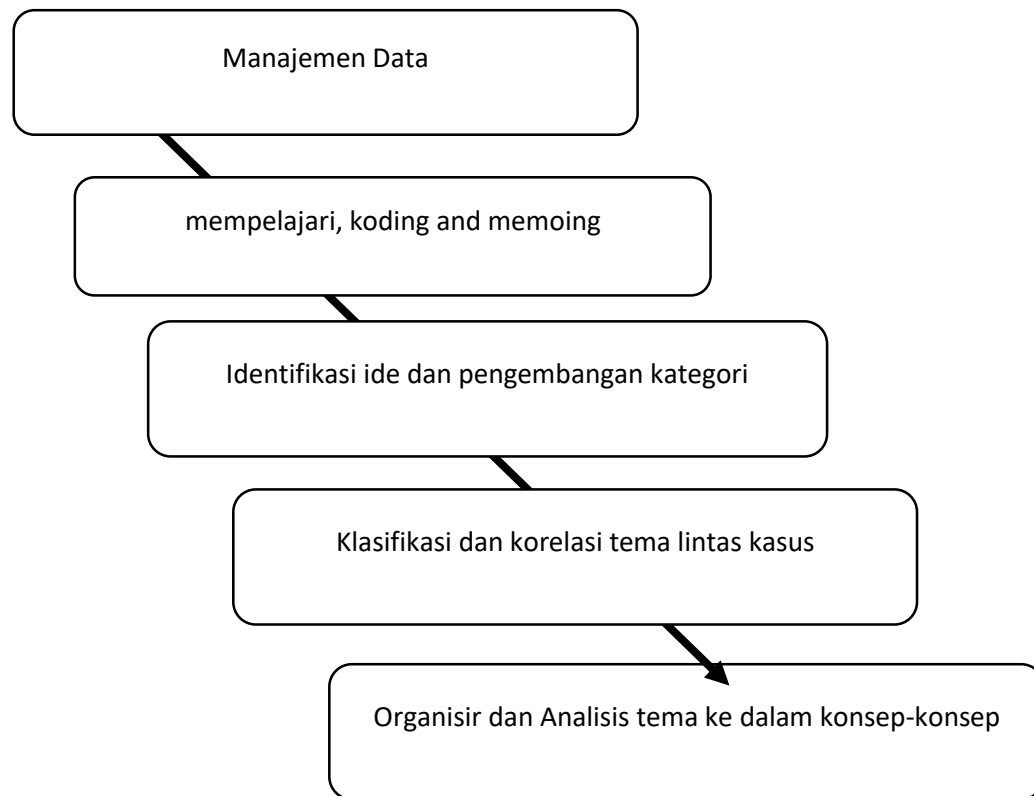 Manajemen Data
mempelajari, koding and memoing
Identifikasi ide dan pengembangan kategori
Klasifikasi dan korelasi tema lintas kasus
Organisir dan Analisis tema ke dalam konsep-konsep